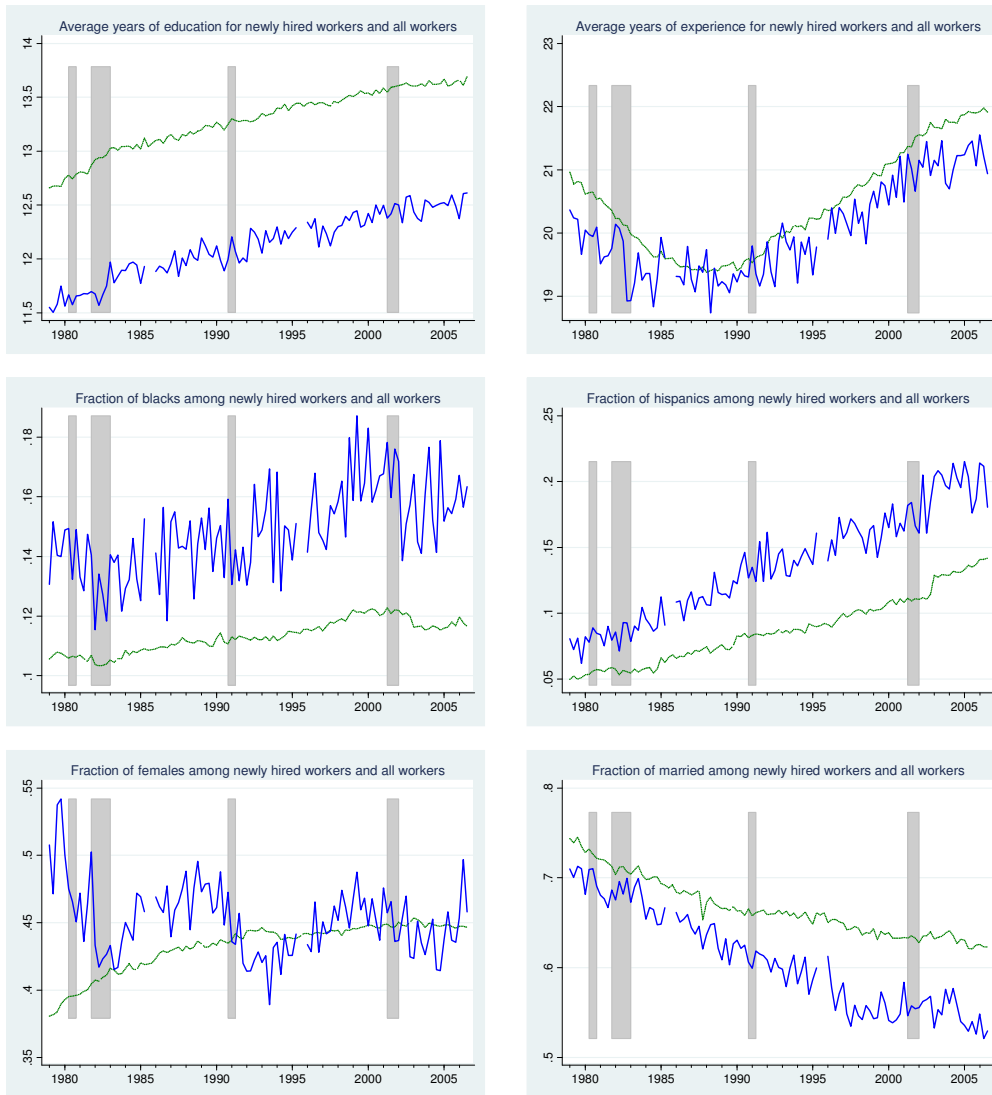 Average years of education for newly hired workers and all workers
14
13.5
13
12.5
12
11.5
1980 1985 1990 1995 2000 2005
Average years of experience for newly hired workers and all workers
23
22
21
20
19
1980 1985 1990 1995 2000 2005
Fraction of blacks among newly hired workers and all workers
.18
.16
.14
.12
.1
1980 1985 1990 1995 2000 2005
Fraction of hispanics among newly hired workers and all workers
.25
.2
.15
.1
.05
1980 1985 1990 1995 2000 2005
Fraction of females among newly hired workers and all workers
.55
.5
.45
.4
.35
1980 1985 1990 1995 2000 2005
Fraction of married among newly hired workers and all workers
.8
.7
.6
.5
1980 1985 1990 1995 2000 2005